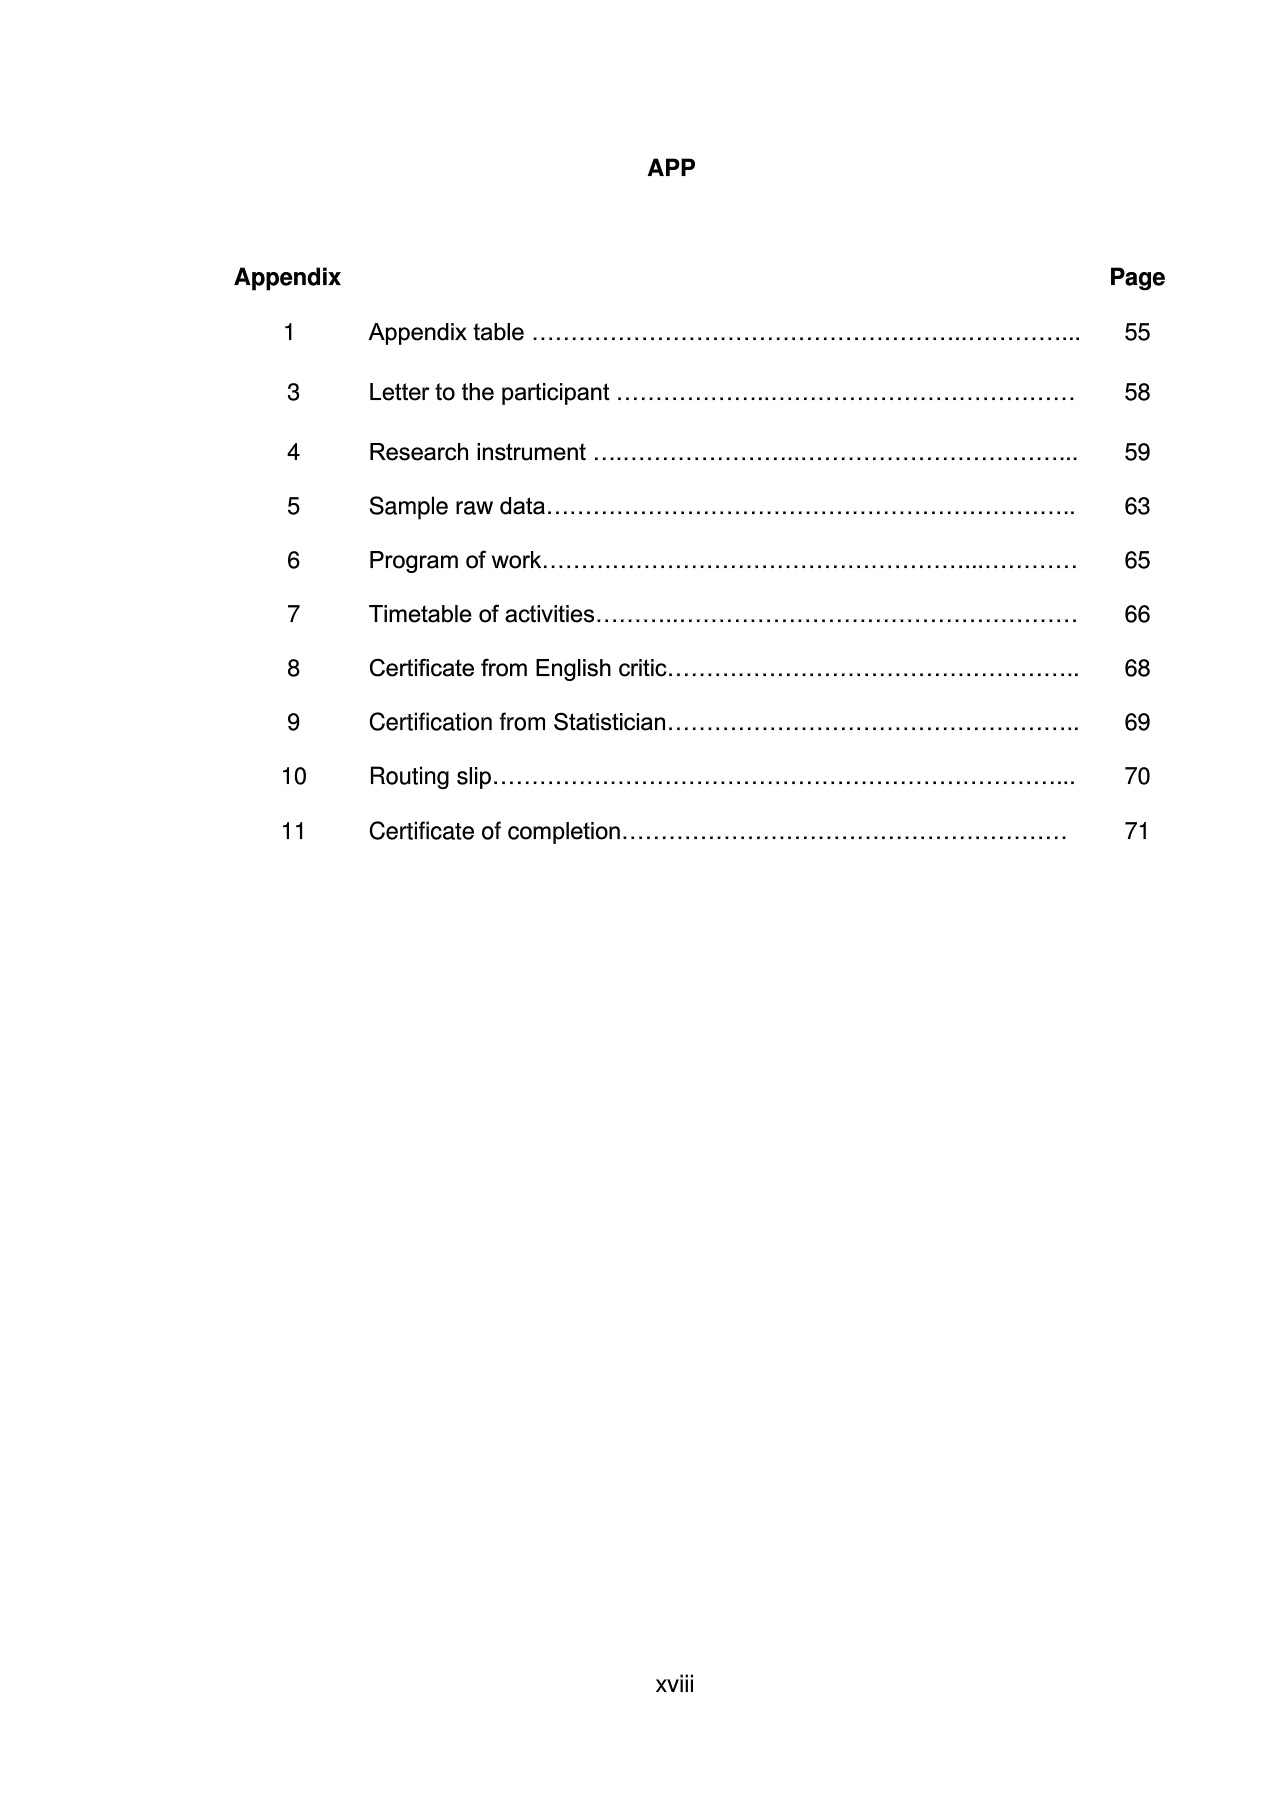 APP
Appendix Page
1 Appendix table ………………………………………………..………….... 55
3 Letter to the participant ………………..………………………………… 58
4 Research instrument ….…………………..……………………………... 59
5 Sample raw data………………………………………………………….. 63
6 Program of work………………………………………………..………… 65
7 Timetable of activities………..…………………………………………… 66
8 Certificate from English critic…………………………………………….. 68
9 Certification from Statistician…………………………………………….. 69
10 Routing slip………………………………………………………………... 70
11 Certificate of completion………………………………………………… 71
xviii